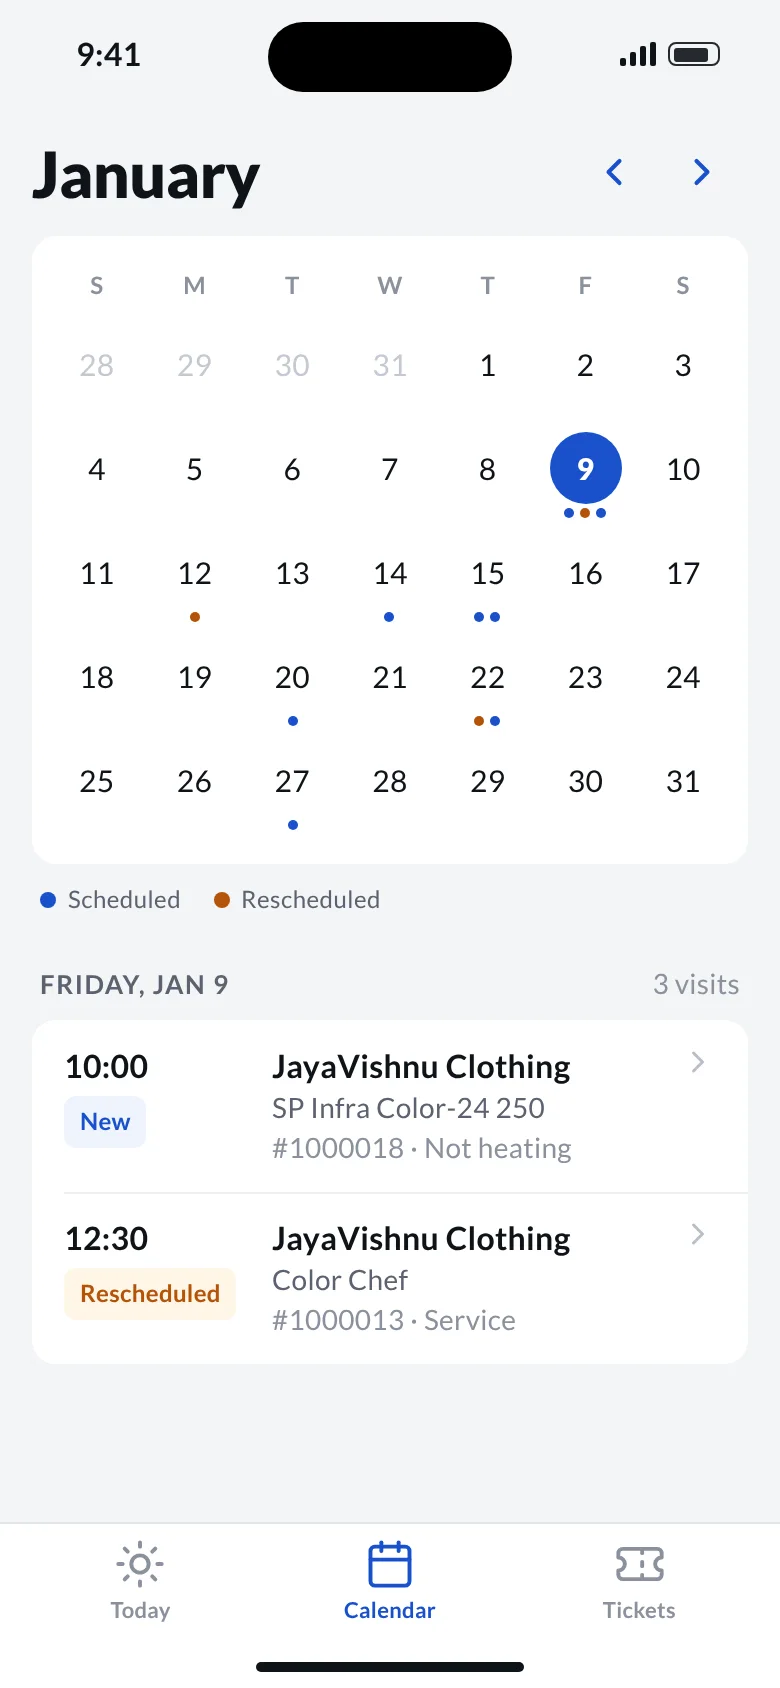 9:41
January
S M T W T F S
28 29 30 31 1 2 3
4 5 6 7 8 9 10
11 12 13 14 15 16 17
18 19 20 21 22 23 24
25 26 27 28 29 30 31
Scheduled Rescheduled
FRIDAY, JAN 9 3 visits
10:00 JayaVishnu Clothing
SP Infra Color-24 250
New
#1000018 · Not heating
12:30 JayaVishnu Clothing
Color Chef
Rescheduled
#1000013 · Service
Today Calendar Tickets